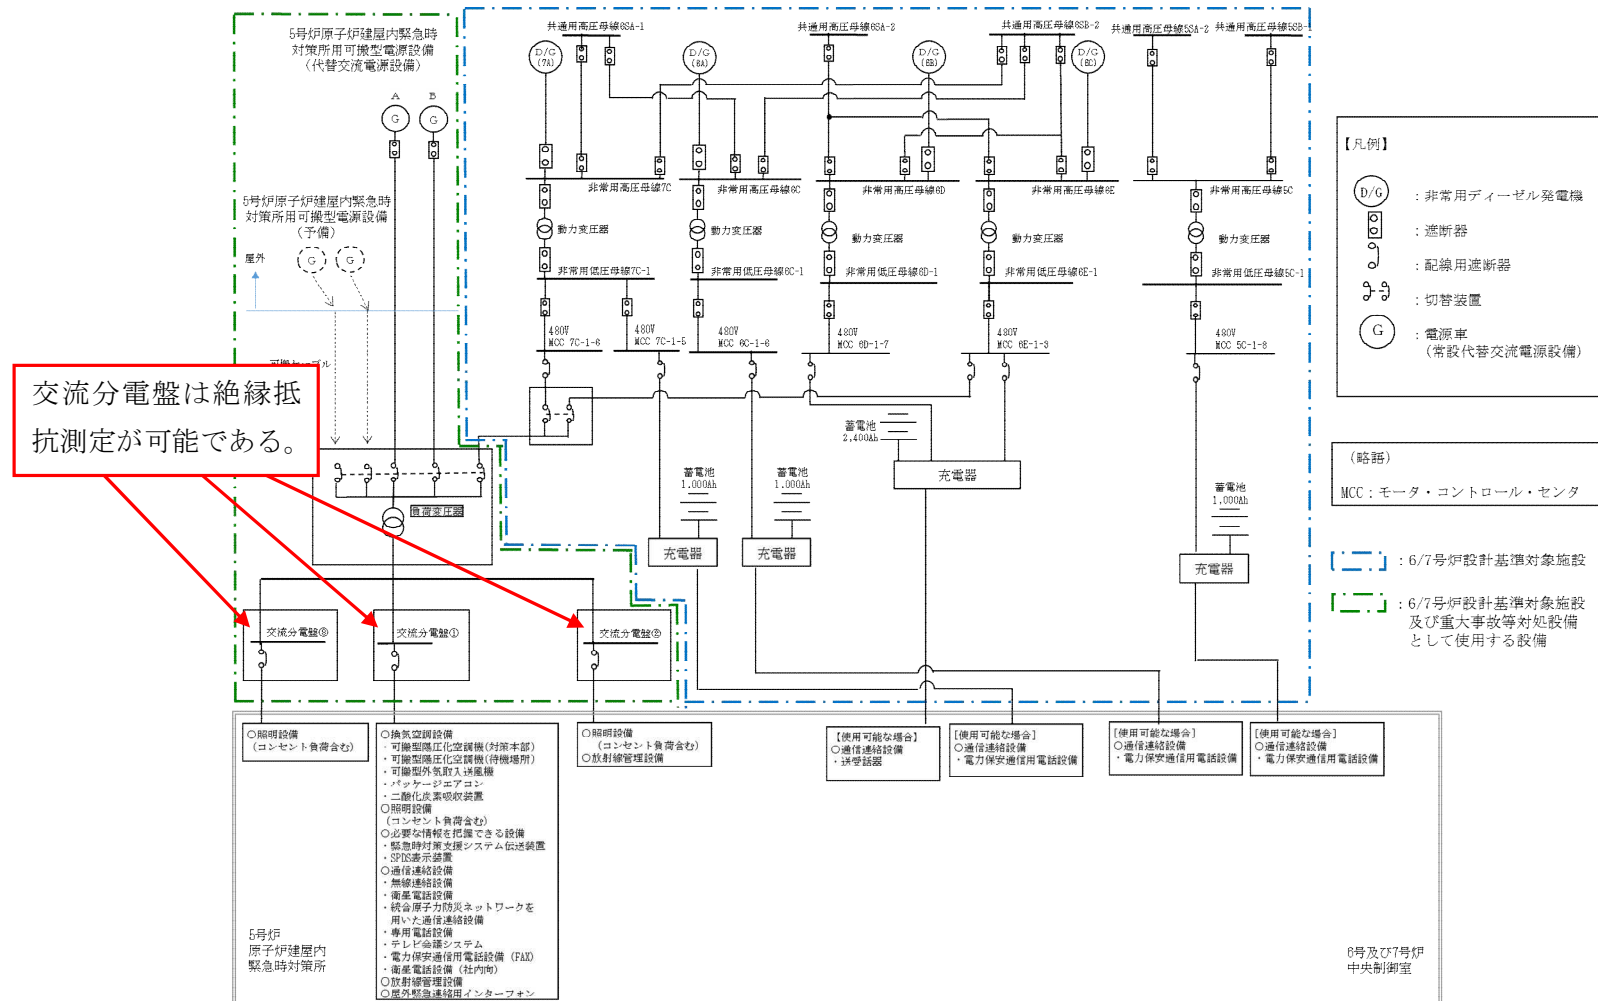 5号炉原子炉建屋内緊急時
対策所用可搬型電源設備
(代替交流電源設備)
A
B
G
G
5号炉原子炉建屋内緊急時
対策所用可搬型電源設備
(予備)
屋外
G
G
交流分電盤は絶縁抵
抗測定が可能である。
負荷変圧器
交流分電盤③
交流分電盤①
交流分電盤②
共通用高圧母線6SA-1
共通用高圧母線6SA-2
共通用高圧母線6SB-2
共通用高圧母線5SA-2
共通用高圧母線5SB-
D/G
(7A)
D/G
(6A)
D/G
(6B)
D/G
(6C)
非常用高圧母線7C
非常用高圧母線6C
非常用高圧母線6D
非常用高圧母線6E
非常用高圧母線5C
動力変圧器
動力変圧器
動力変圧器
動力変圧器
動力変圧器
非常用低圧母線7C-1
非常用低圧母線6C-1
非常用低圧母線6D-1
非常用低圧母線6E-1
非常用低圧母線5C-1
480V
MCC 7C-1-6
480V
MCC 7C-1-5
480V
MCC 6C-1-6
480V
MCC 6D-1-7
480V
MCC 6E-1-3
480V
MCC 5C-1-8
蓄電池
2,400Ah
充電器
蓄電池
1,000Ah
充電器
蓄電池
1,000Ah
充電器
蓄電池
1,000Ah
充電器
【凡例】
D/G
：非常用ディーゼル発電機
：遮断器
：配線用遮断器
：切替装置
G
：電源車
(常設代替交流電源設備)
(略語)
MCC：モータ・コントロール・センタ
：6/7号炉設計基準対象施設
：6/7号炉設計基準対象施設
及び重大事故等対処設備
として使用する設備
○照明設備
(コンセント負荷含む)
○換気空調設備
・可搬型陽圧化空調機(対策本部)
・可搬型陽圧化空調機(待機場所)
・可搬型外気取入送風機
・パッケージエアコン
・二酸化炭素吸収装置
○照明設備
(コンセント負荷含む)
○必要な情報を把握できる設備
・緊急時対策支援システム伝送装置
・SPDS表示装置
○通信連絡設備
・無線連絡設備
・衛星電話設備
・統合原子力防災ネットワークを
用いた通信連絡設備
・専用電話設備
・テレビ会議システム
・電力保安通信用電話設備 (FAX)
・衛星電話設備 (社内向)
○放射線管理設備
○屋外緊急連絡用インターフォン
○照明設備
(コンセント負荷含む)
○放射線管理設備
【使用可能な場合】
○通信連絡設備
・送受話器
[使用可能な場合]
○通信連絡設備
・電力保安通信用電話設備
[使用可能な場合]
○通信連絡設備
・電力保安通信用電話設備
[使用可能な場合]
○通信連絡設備
・電力保安通信用電話設備
5号炉
原子炉建屋内
緊急時対策所
6号及び7号炉
中央制御室